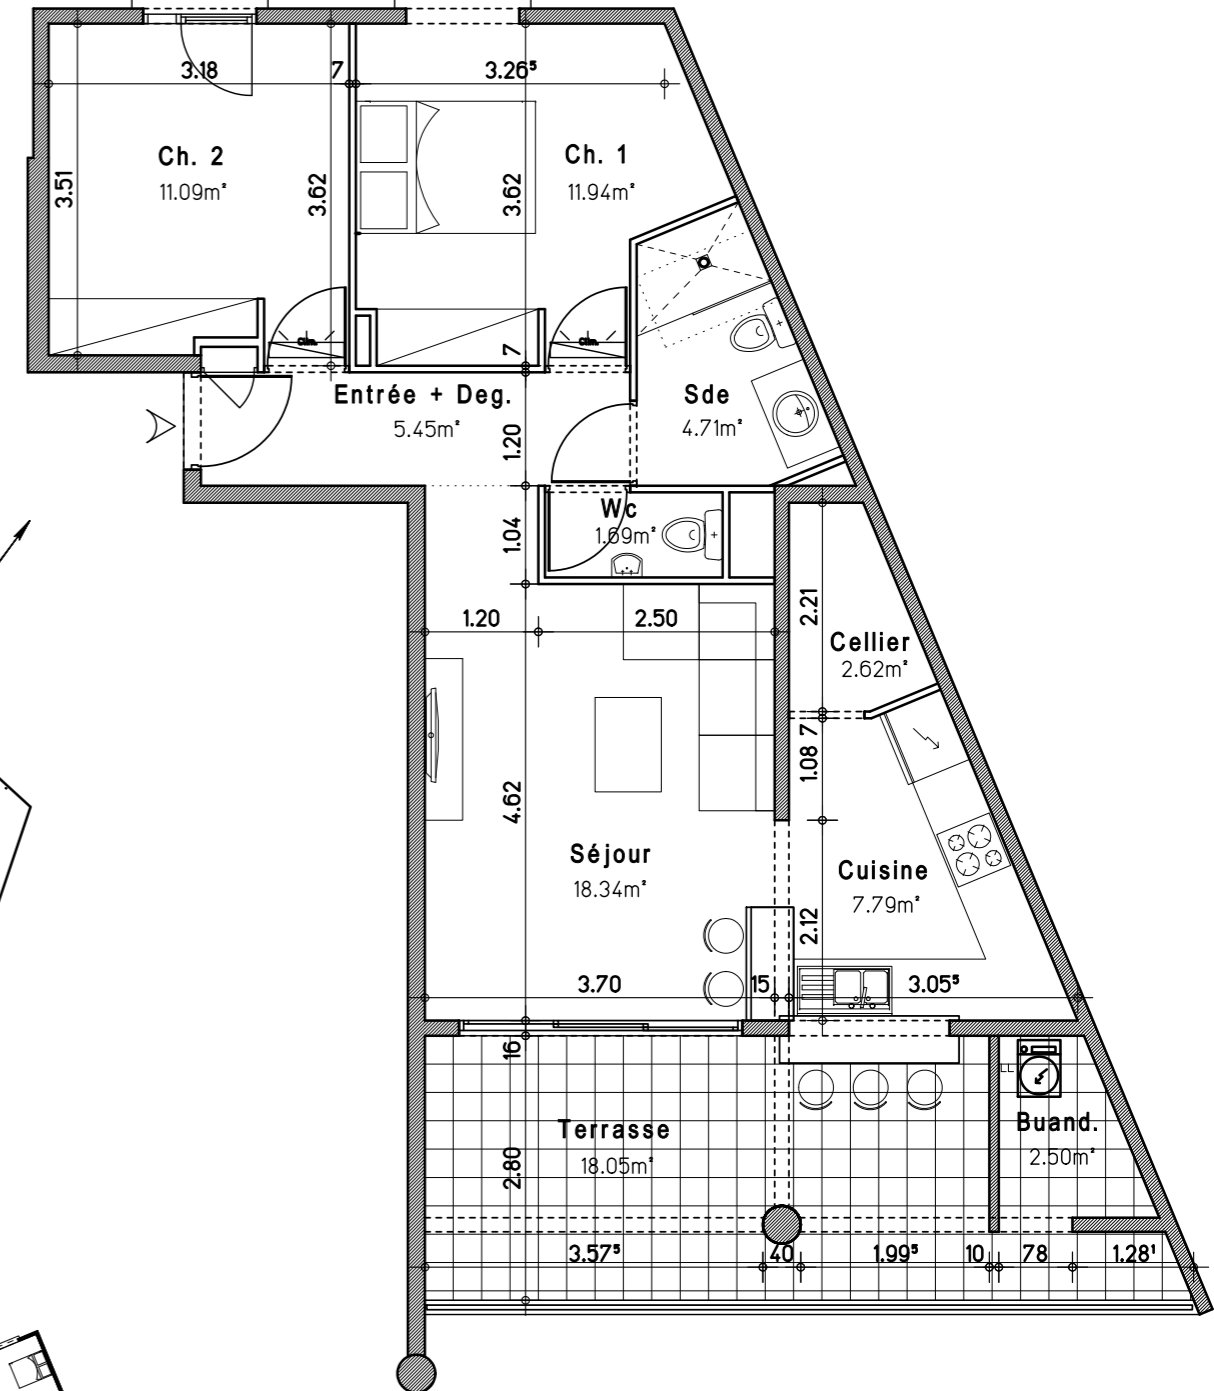 3.18
7
3.26⁵
Ch. 2
11.09m²
Ch. 1
11.94m²
3.51
3.62
3.62
Clim.
Clim.
7
Entrée + Deg.
5.45m²
Sde
4.71m²
1.20
Wc
1.69m²
1.04
1.20
2.50
2.21
Cellier
2.62m²
7
1.08
4.62
Séjour
18.34m²
Cuisine
7.79m²
2.12
3.70
15
3.05⁵
16
LL
Terrasse
18.05m²
Buand.
2.50m²
2.80
3.57⁵
40
1.99⁵
10
78
1.28¹